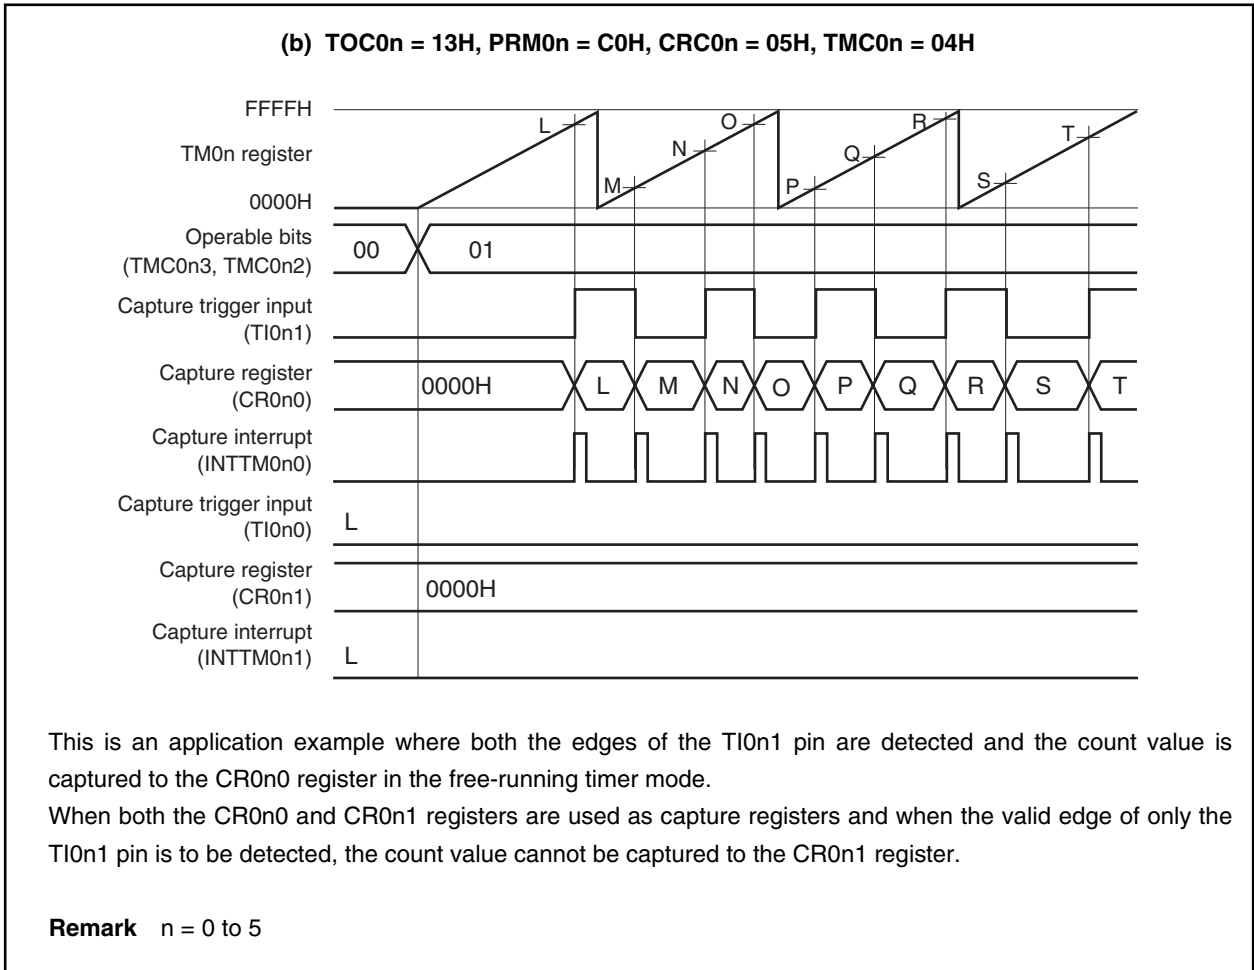 (b) TOC0n = 13H, PRM0n = C0H, CRC0n = 05H, TMC0n = 04H
FFFFH
TM0n register
0000H
L
M
N
O
P
Q
R
S
T
Operable bits
(TMC0n3, TMC0n2)
00
01
Capture trigger input
(TI0n1)
Capture register
(CR0n0)
0000H
L
M
N
O
P
Q
R
S
T
Capture interrupt
(INTTM0n0)
Capture trigger input
(TI0n0)
L
Capture register
(CR0n1)
0000H
Capture interrupt
(INTTM0n1)
L
This is an application example where both the edges of the TI0n1 pin are detected and the count value is
captured to the CR0n0 register in the free-running timer mode.
When both the CR0n0 and CR0n1 registers are used as capture registers and when the valid edge of only the
TI0n1 pin is to be detected, the count value cannot be captured to the CR0n1 register.
Remark n = 0 to 5